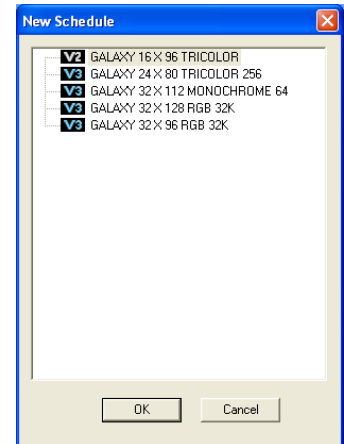 New Schedule
V2 GALAXY 16 X 96 TRICOLOR
V3 GALAXY 24 X 80 TRICOLOR 256
V3 GALAXY 32 X 112 MONOCHROME 64
V3 GALAXY 32 X 128 RGB 32K
V3 GALAXY 32 X 96 RGB 32K
OK Cancel